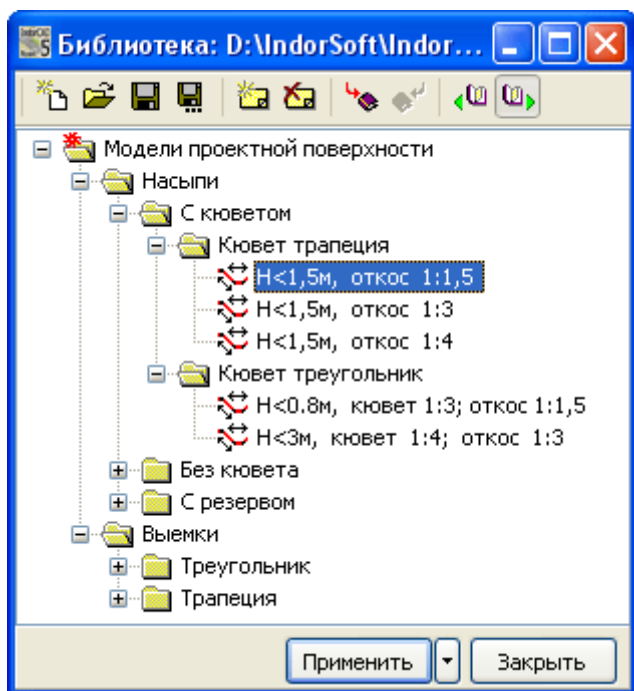 Библиотека: D:\IndorSoft\Indor...
Модели проектной поверхности
Насыпи
С кюветом
Кювет трапеция
H<1,5м, откос 1:1,5
H<1,5м, откос 1:3
H<1,5м, откос 1:4
Кювет треугольник
H<0.8м, кювет 1:3; откос 1:1,5
H<3м, кювет 1:4; откос 1:3
Без кювета
С резервом
Выемки
Треугольник
Трапеция
Применить Закрыть